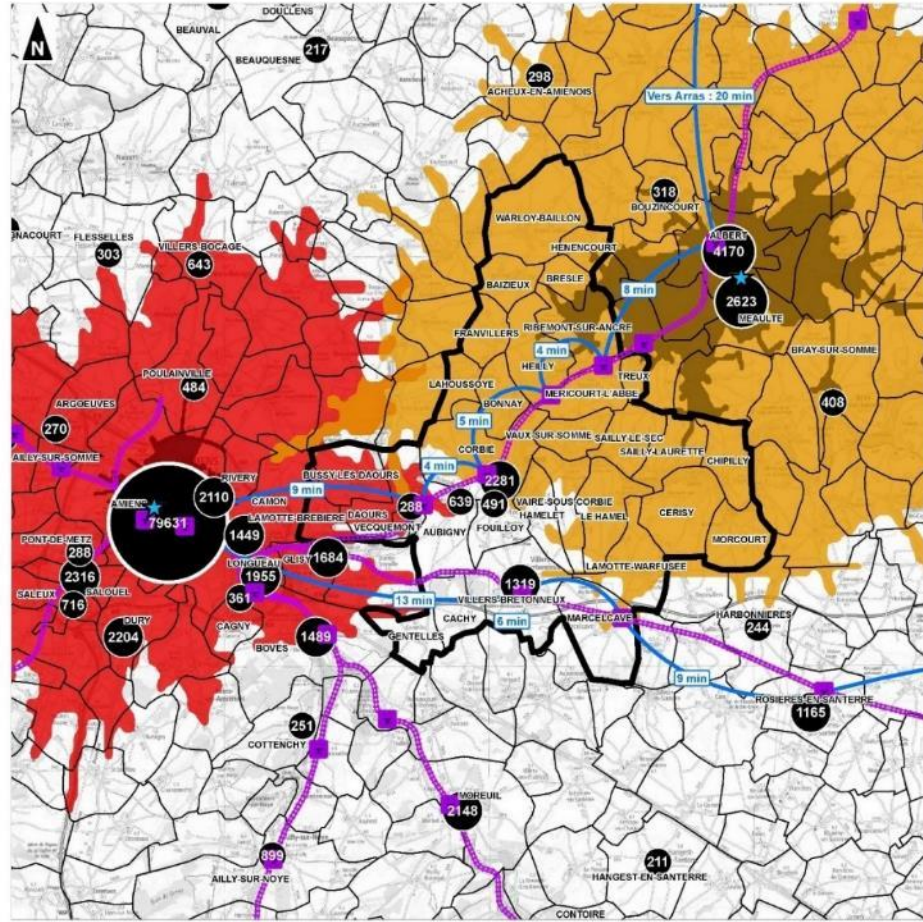 DOULLENS
BEAUVAL
217
BEAUQUESNE
N
298
ACHEUX-EN-AMIENOIS
Vers Arras : 20 min
318
BOUZINCOURT
WARLOY-BAILLON
GNACOURT
FLESSELLES
303
VILLERS-BOCAGE
643
HENENCOURT
ALBERT
4170
BAIZIEUX
BRESLE
8 min
2623
MEAULTE
FRANVILLERS
RIBEMONT-SUR-ANCRE
4 min
HEILLY
BRAY-SUR-SOMME
POULAINVILLE
484
LAHOUSSOYE
TREUX
MERICOURT-L'ABBE
ARGOEUVES
270
BONNAY
408
5 min
VAUX-SUR-SOMME
SAILLY-LE-SEC
AILLY-SUR-SOMME
CORBIE
SAILLY-LAURETTE
CHIPILLY
BUSSY-LES DAOURS
4 min
RIVERY
2110
9 min
2281
AMIENS
79631
CAMON
288
639
491
VAIRE-SOUS-CORBIE
LAMOTTE-BREBIERE
DAOURS
HAMELET
LE HAMEL
CERISY
1449
VECQUEMONT
AUBIGNY
FOUILLOY
PONT-DE-METZ
288
MORCOURT
GLISY
1684
LAMOTTE-WARFUSEE
LONGUEAU
1955
2316
SALOUEL
1319
SALEUX
716
361
13 min
VILLERS-BRETONNEUX
CAGNY
CACHY
6 min
MARCELCAVE
HARBONNIERES
244
DURY
2204
1489
GENTELLES
BOVES
9 min
ROSIERES-EN-SANTERRE
1165
251
COTTENCHY
MOREUIL
2148
899
AILLY-SUR-NOYE
211
HANGEST-EN-SANTERRE
CONTOIRE